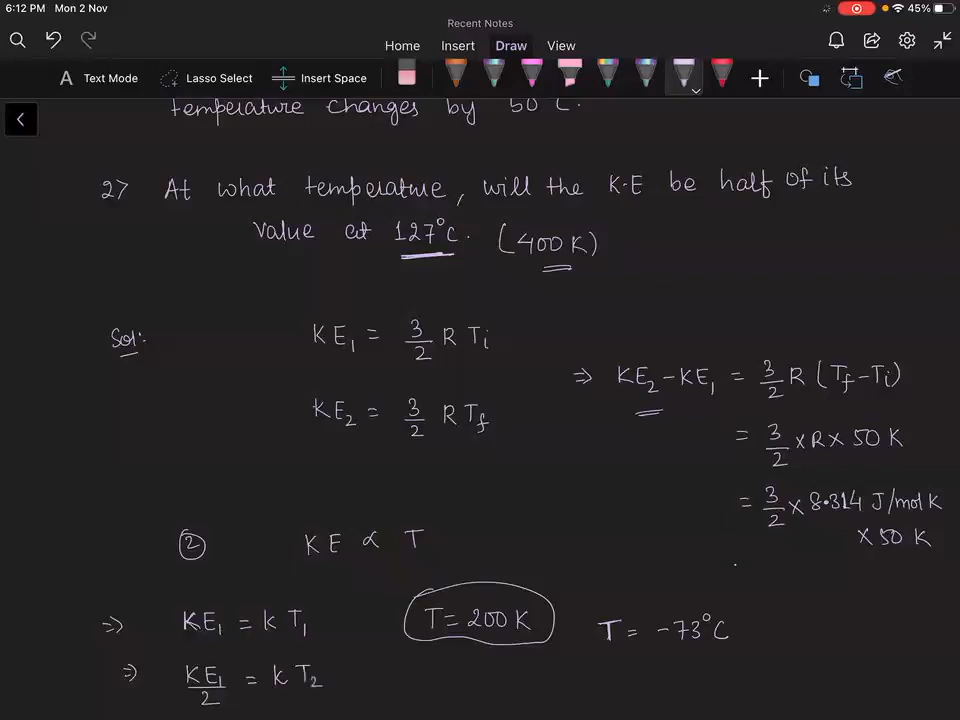 6:12 PM Mon 2 Nov
45%
Recent Notes
Home Insert Draw View
A Text Mode Lasso Select Insert Space
temperature changes by 50°C.
2> At what temperature, will the K.E be half of its
value at 127°C. (400 K)
Sol:
KE₁ = 3/2 R Ti
KE₂ = 3/2 R Tf
⇒ KE₂-KE₁ = 3/2 R (Tf-Ti)
= 3/2 × R × 50 K
= 3/2 × 8.314 J/mol K
× 50 K
② KE ∝ T
⇒ KE₁ = k T₁
T = 200 K
T = -73°C
⇒ KE₁/2 = k T₂